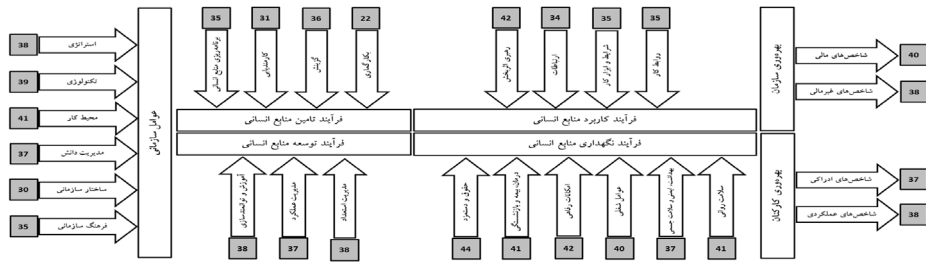 35
31
36
22
42
34
35
35
برنامه‌ریزی منابع انسانی
کارمندیابی
گزینش
بکارگماری
رهبری اثربخش
ارتباطات
شرایط و ابزار کار
روابط کار
38
استراتژی
39
تکنولوژی
41
محیط کار
37
مدیریت دانش
30
ساختار سازمانی
35
فرهنگ سازمانی
عوامل سازمانی
فرآیند تامین منابع انسانی
فرآیند کاربرد منابع انسانی
فرآیند توسعه منابع انسانی
فرآیند نگهداری منابع انسانی
آموزش و توانمندسازی
مدیریت عملکرد
مدیریت استعداد
حقوق و دستمزد
درمان، بیمه و بازنشستگی
امکانات رفاهی
عوامل شغلی
بهداشت، ایمنی و سلامت جسمی
سلامت روانی
38
37
38
44
41
42
40
37
41
بهره‌وری سازمان
شاخص‌های مالی
40
شاخص‌های غیرمالی
38
بهره‌وری کارکنان
شاخص‌های ادراکی
37
شاخص‌های عملکردی
38